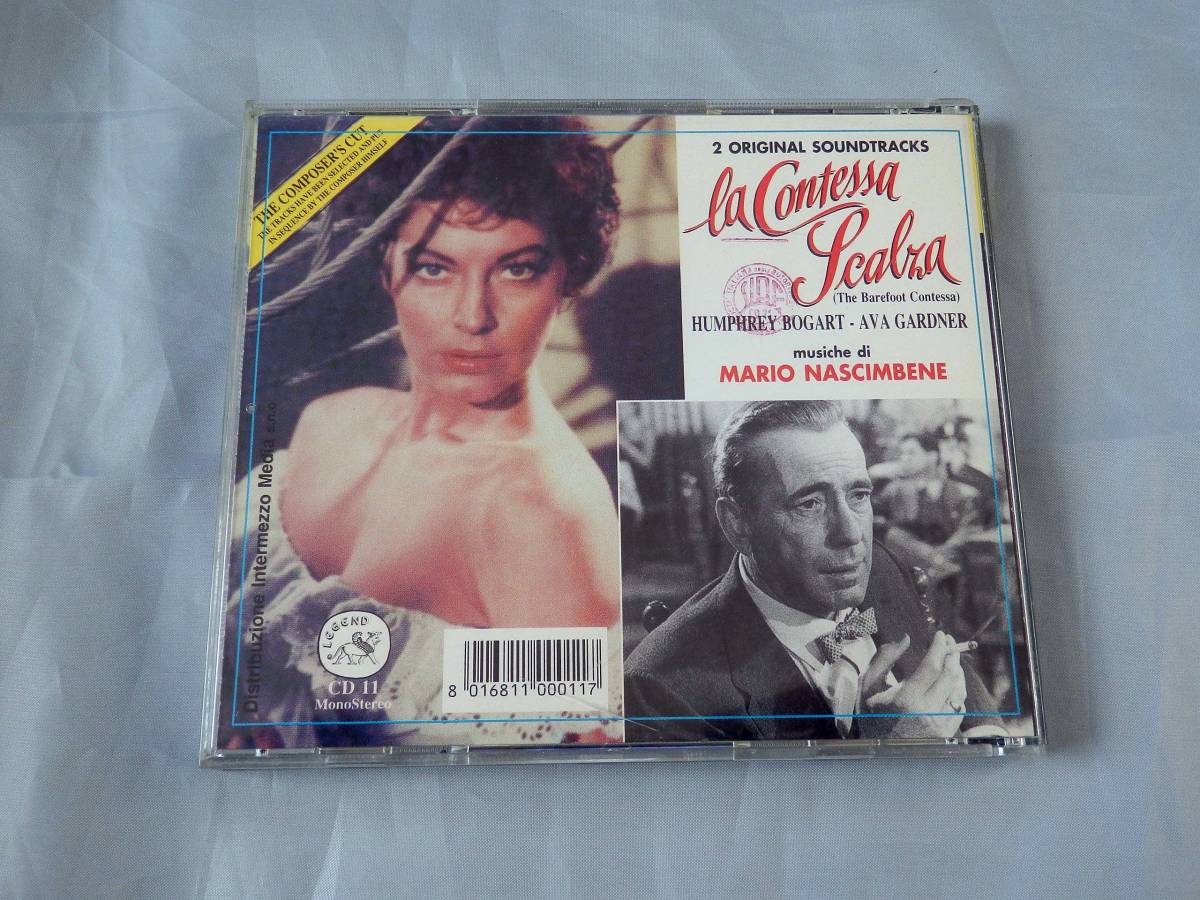 THE COMPOSER'S CUT
THE TRACKS HAVE BEEN SELECTED AND PUT
IN SEQUENCE BY THE COMPOSER HIMSELF
2 ORIGINAL SOUNDTRACKS
la Contessa
Scalza
(The Barefoot Contessa)
HUMPHREY BOGART - AVA GARDNER
musiche di
MARIO NASCIMBENE
Distribuzione Intermezzo Media s.n.c.
LEGEND
CD 11
MonoStereo
8 016811 000117